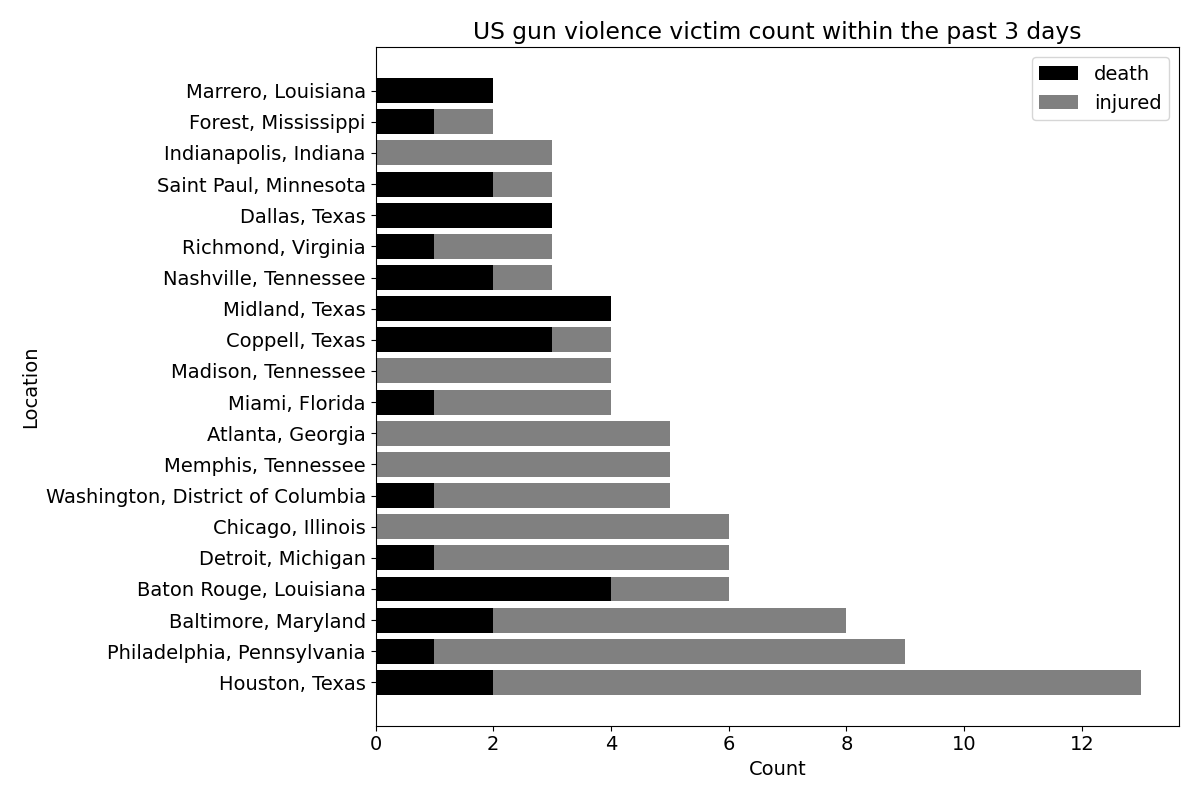 US gun violence victim count within the past 3 days
death
injured
Marrero, Louisiana
Forest, Mississippi
Indianapolis, Indiana
Saint Paul, Minnesota
Dallas, Texas
Richmond, Virginia
Nashville, Tennessee
Midland, Texas
Coppell, Texas
Madison, Tennessee
Miami, Florida
Atlanta, Georgia
Memphis, Tennessee
Washington, District of Columbia
Chicago, Illinois
Detroit, Michigan
Baton Rouge, Louisiana
Baltimore, Maryland
Philadelphia, Pennsylvania
Houston, Texas
Location
0 2 4 6 8 10 12
Count